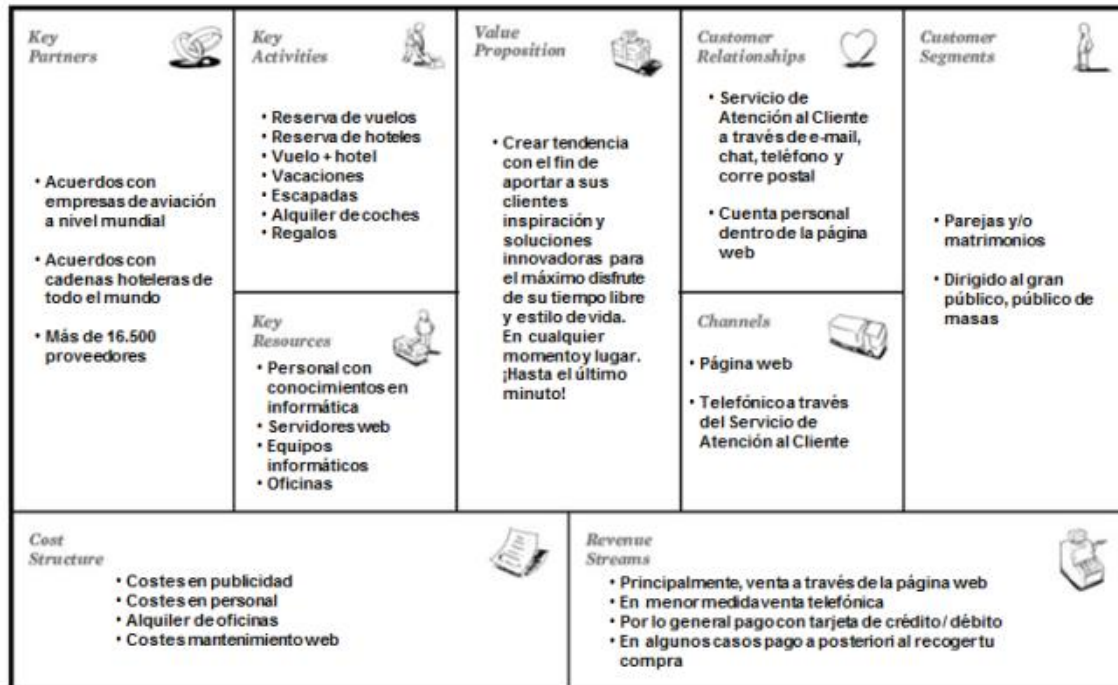 Key
Partners
• Acuerdos con
empresas de aviación
a nivel mundial
• Acuerdos con
cadenas hoteleras de
todo el mundo
• Más de 16.500
proveedores
Key
Activities
• Reserva de vuelos
• Reserva de hoteles
• Vuelo + hotel
• Vacaciones
• Escapadas
• Alquiler de coches
• Regalos
Key
Resources
• Personal con
conocimientos en
informática
• Servidores web
• Equipos
informáticos
• Oficinas
Value
Proposition
• Crear tendencia
con el fin de
aportar a sus
clientes
inspiración y
soluciones
innovadoras para
el máximo disfrute
de su tiempo libre
y estilo de vida.
En cualquier
momento y lugar.
¡Hasta el último
minuto!
Customer
Relationships
• Servicio de
Atención al Cliente
a través de e-mail,
chat, teléfono y
corre postal
• Cuenta personal
dentro de la página
web
Channels
• Página web
• Telefónico a través
del Servicio de
Atención al Cliente
Customer
Segments
• Parejas y/o
matrimonios
• Dirigido al gran
público, público de
masas
Cost
Structure
• Costes en publicidad
• Costes en personal
• Alquiler de oficinas
• Costes mantenimiento web
Revenue
Streams
• Principalmente, venta a través de la página web
• En menor medida venta telefónica
• Por lo general pago con tarjeta de crédito / débito
• En algunos casos pago a posteriori al recoger tu
compra